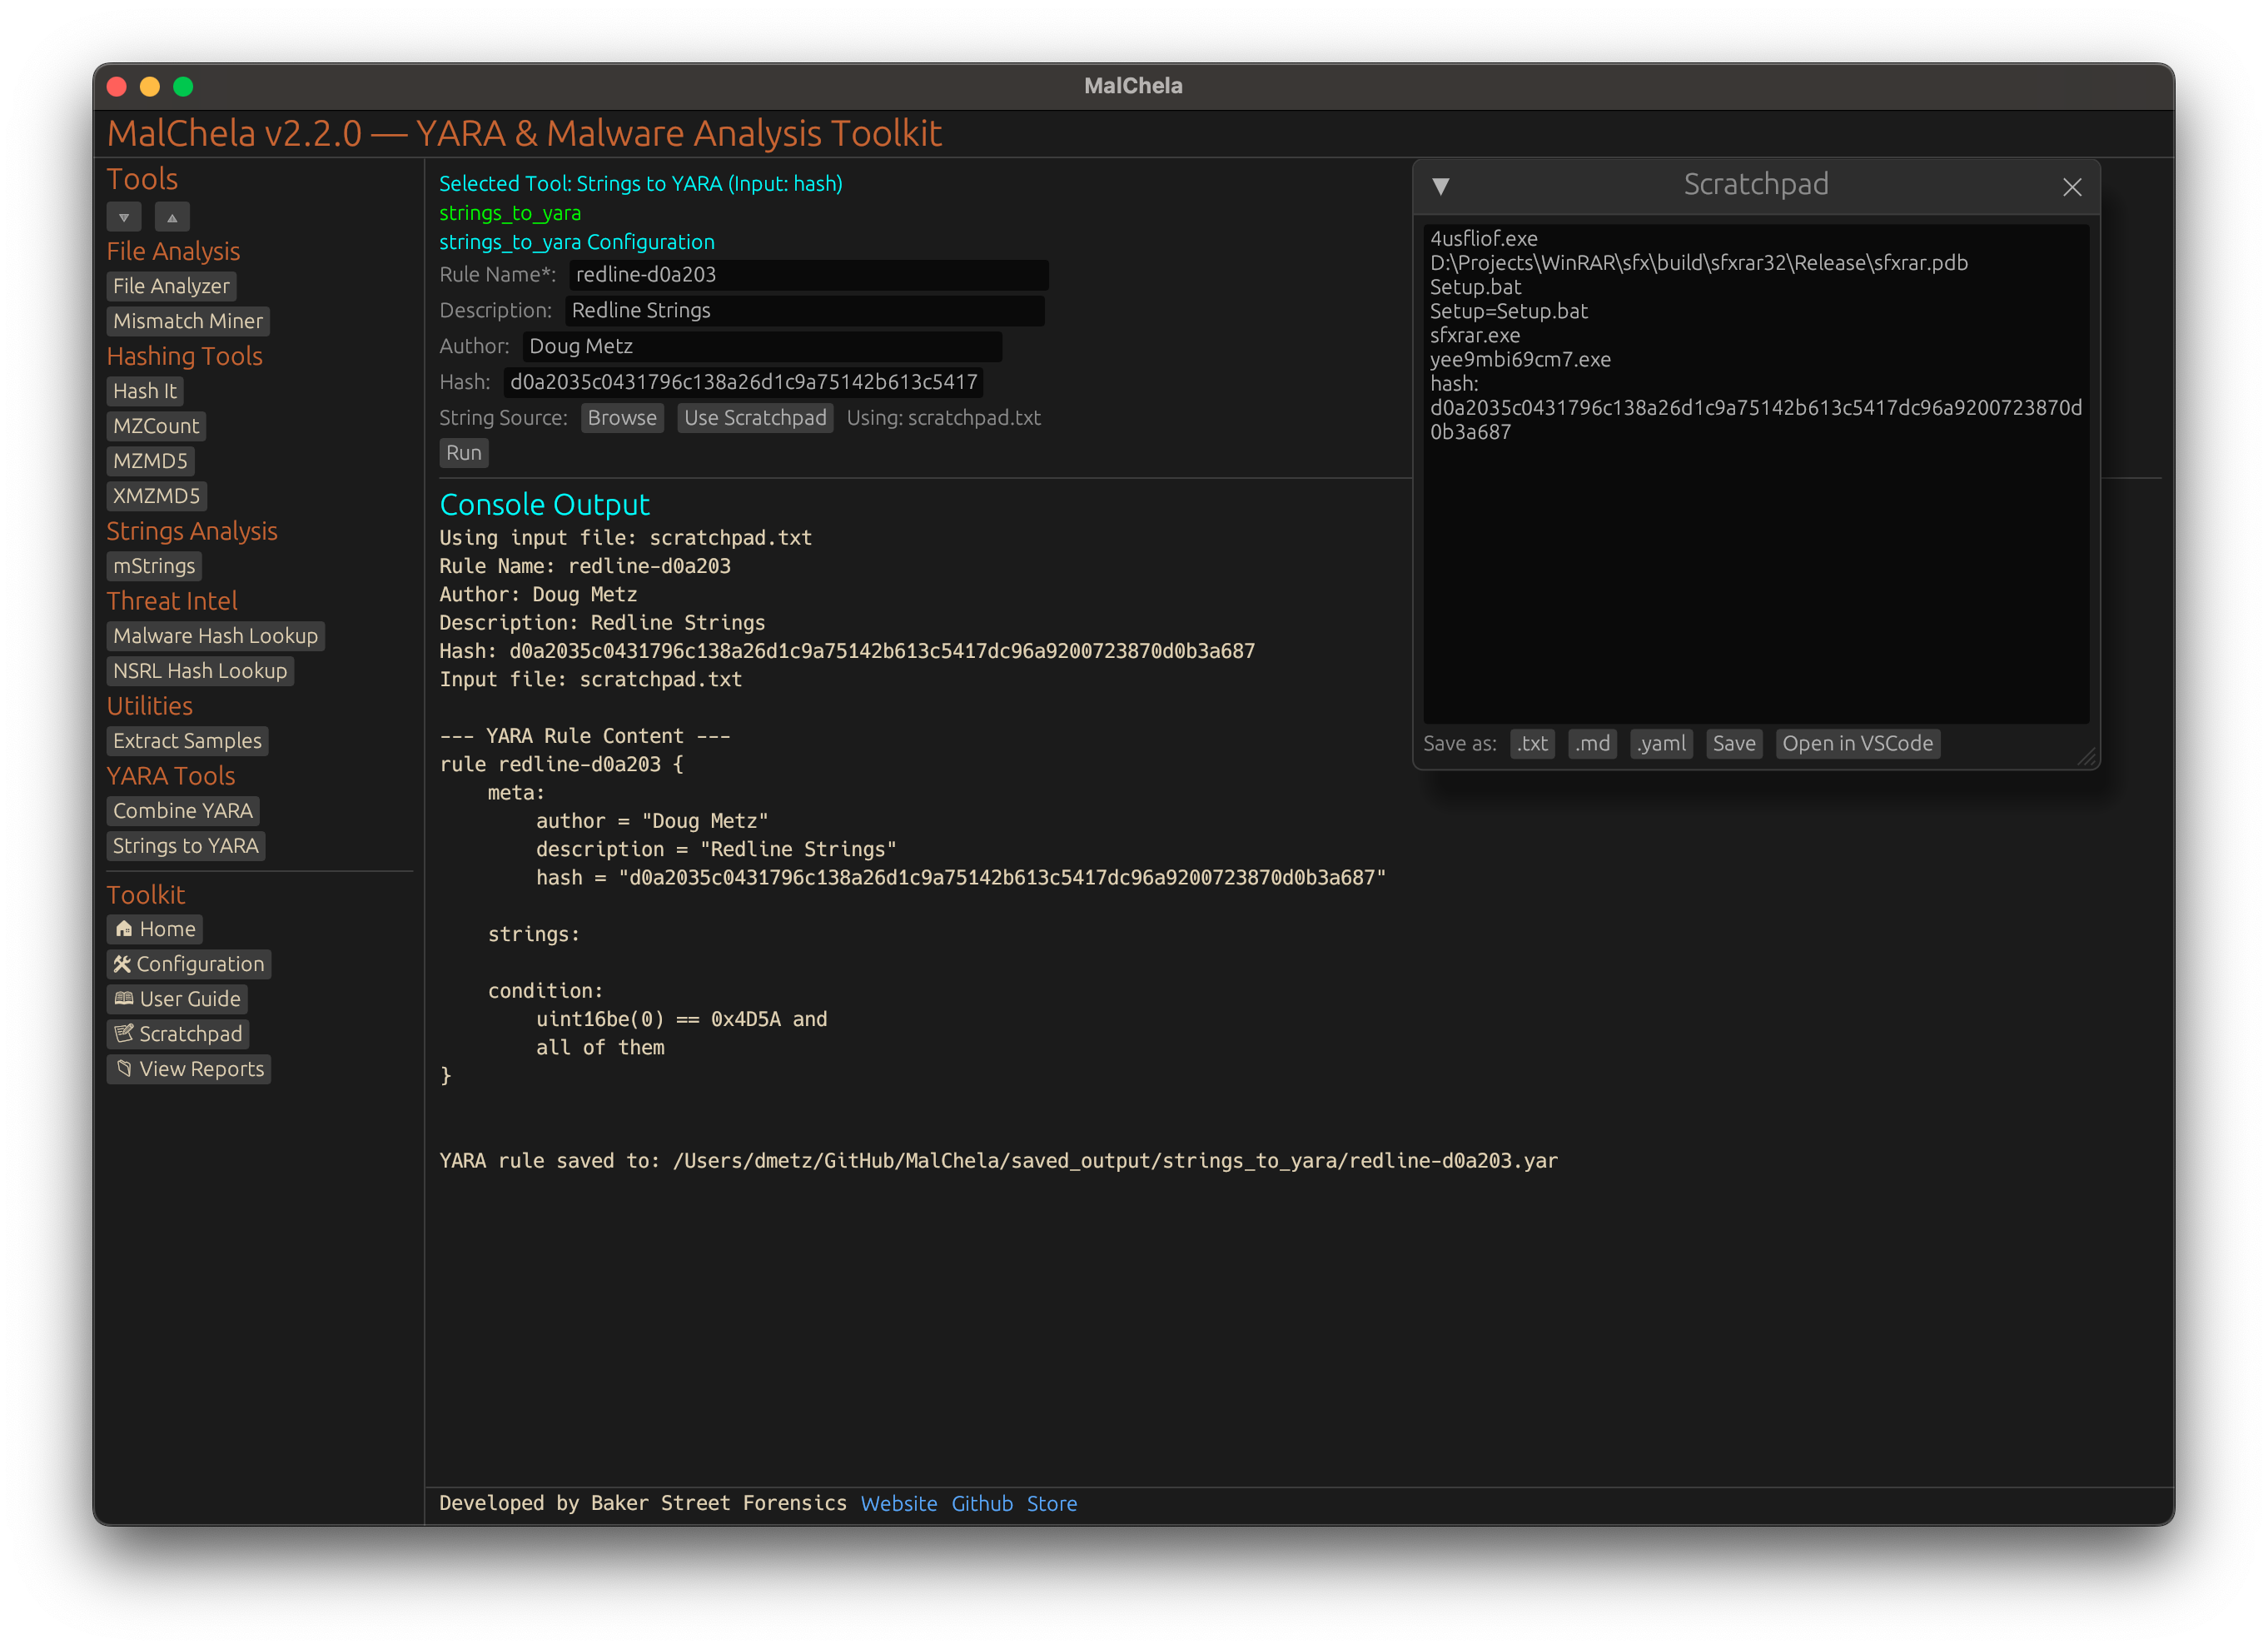 MalChela
MalChela v2.2.0 — YARA & Malware Analysis Toolkit
Tools
File Analysis
File Analyzer
Mismatch Miner
Hashing Tools
Hash It
MZCount
MZMD5
XMZMD5
Strings Analysis
mStrings
Threat Intel
Malware Hash Lookup
NSRL Hash Lookup
Utilities
Extract Samples
YARA Tools
Combine YARA
Strings to YARA
Toolkit
Home
Configuration
User Guide
Scratchpad
View Reports
Selected Tool: Strings to YARA (Input: hash)
strings_to_yara
strings_to_yara Configuration
Rule Name*: redline-d0a203
Description: Redline Strings
Author: Doug Metz
Hash: d0a2035c0431796c138a26d1c9a75142b613c5417
String Source: Browse Use Scratchpad Using: scratchpad.txt
Run
Console Output
Using input file: scratchpad.txt
Rule Name: redline-d0a203
Author: Doug Metz
Description: Redline Strings
Hash: d0a2035c0431796c138a26d1c9a75142b613c5417dc96a9200723870d0b3a687
Input file: scratchpad.txt
--- YARA Rule Content ---
rule redline-d0a203 {
meta:
author = "Doug Metz"
description = "Redline Strings"
hash = "d0a2035c0431796c138a26d1c9a75142b613c5417dc96a9200723870d0b3a687"
strings:
condition:
uint16be(0) == 0x4D5A and
all of them
}
YARA rule saved to: /Users/dmetz/GitHub/MalChela/saved_output/strings_to_yara/redline-d0a203.yar
Scratchpad
4usfliof.exe
D:\Projects\WinRAR\sfx\build\sfxrar32\Release\sfxrar.pdb
Setup.bat
Setup=Setup.bat
sfxrar.exe
yee9mbi69cm7.exe
hash:
d0a2035c0431796c138a26d1c9a75142b613c5417dc96a9200723870d
0b3a687
Save as: .txt .md .yaml Save Open in VSCode
Developed by Baker Street Forensics Website Github Store